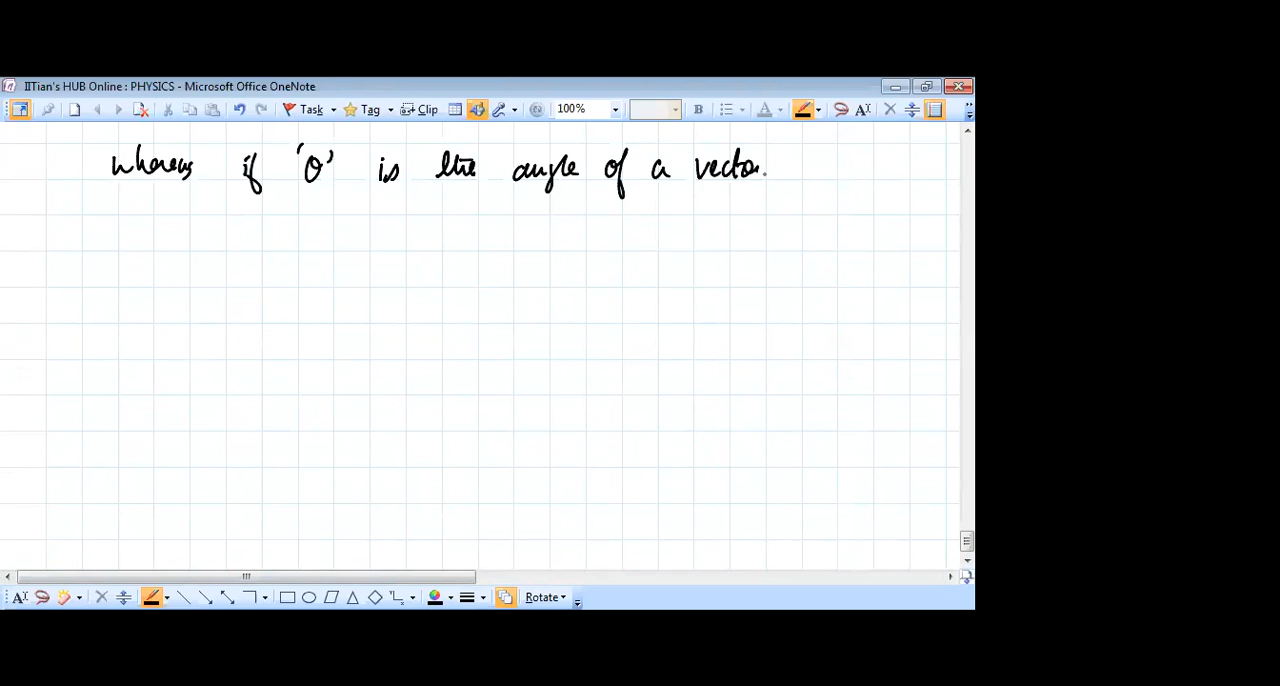 IITian's HUB Online : PHYSICS - Microsoft Office OneNote
Task Tag Clip 100% B A
whereas if 'θ' is the angle of a vector.
Rotate